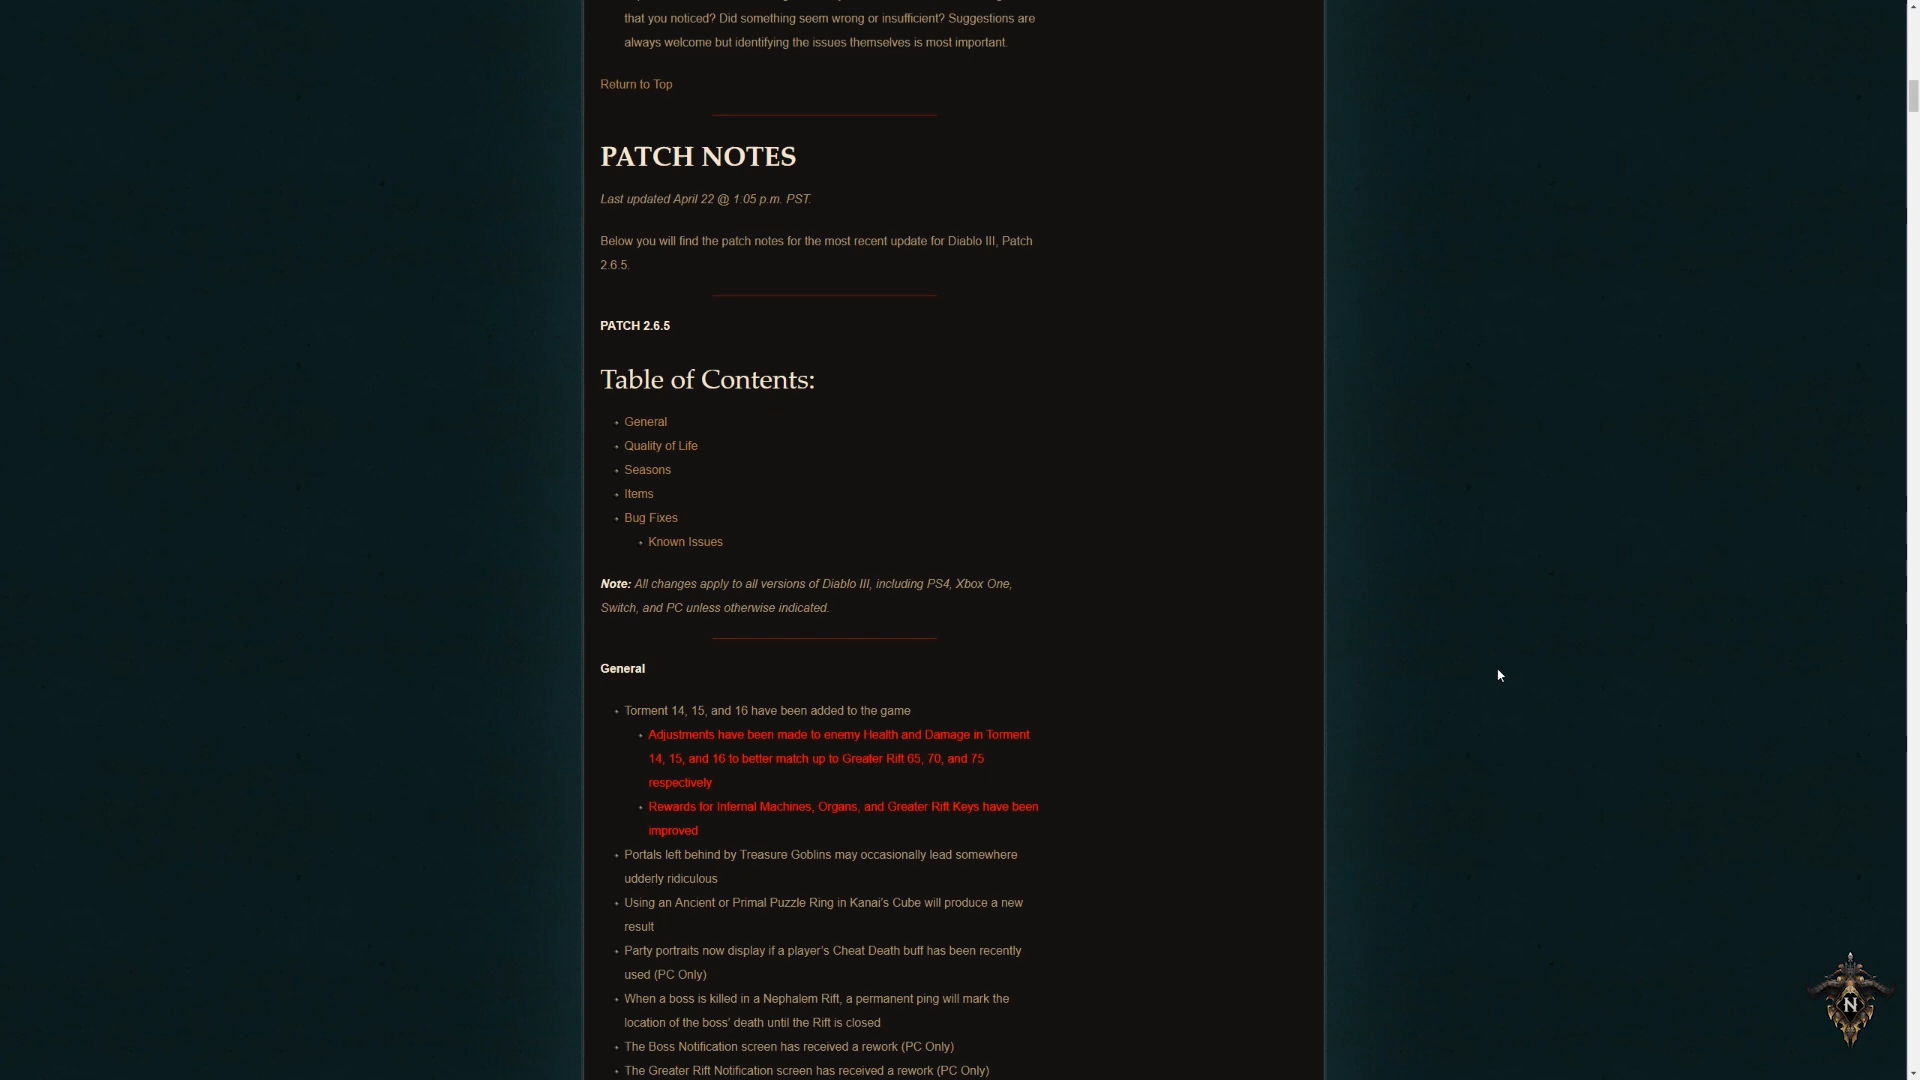 that you noticed? Did something seem wrong or insufficient? Suggestions are
always welcome but identifying the issues themselves is most important.
Return to Top
PATCH NOTES
Last updated April 22 @ 1:05 p.m. PST.
Below you will find the patch notes for the most recent update for Diablo III, Patch
2.6.5.
PATCH 2.6.5
Table of Contents:
General
Quality of Life
Seasons
Items
Bug Fixes
Known Issues
Note: All changes apply to all versions of Diablo III, including PS4, Xbox One,
Switch, and PC unless otherwise indicated.
General
Torment 14, 15, and 16 have been added to the game
Adjustments have been made to enemy Health and Damage in Torment
14, 15, and 16 to better match up to Greater Rift 65, 70, and 75
respectively
Rewards for Infernal Machines, Organs, and Greater Rift Keys have been
improved
Portals left behind by Treasure Goblins may occasionally lead somewhere
udderly ridiculous
Using an Ancient or Primal Puzzle Ring in Kanai's Cube will produce a new
result
Party portraits now display if a player's Cheat Death buff has been recently
used (PC Only)
When a boss is killed in a Nephalem Rift, a permanent ping will mark the
location of the boss' death until the Rift is closed
The Boss Notification screen has received a rework (PC Only)
The Greater Rift Notification screen has received a rework (PC Only)
N